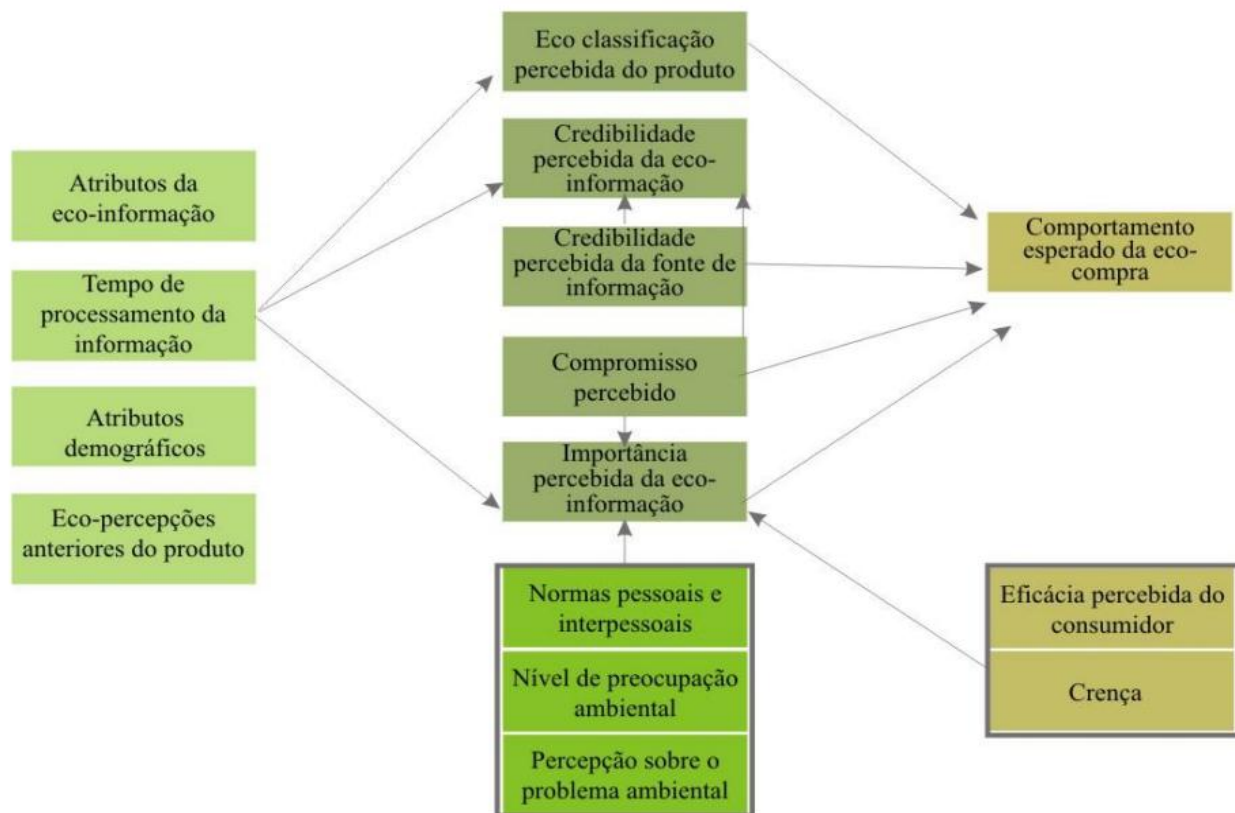 Atributos da
eco-informação
Tempo de
processamento da
informação
Atributos
demográficos
Eco-percepções
anteriores do produto
Eco classificação
percebida do produto
Credibilidade
percebida da eco-
informação
Credibilidade
percebida da fonte de
informação
Compromisso
percebido
Importância
percebida da eco-
informação
Normas pessoais e
interpessoais
Nível de preocupação
ambiental
Percepção sobre o
problema ambiental
Comportamento
esperado da eco-
compra
Eficácia percebida do
consumidor
Crença